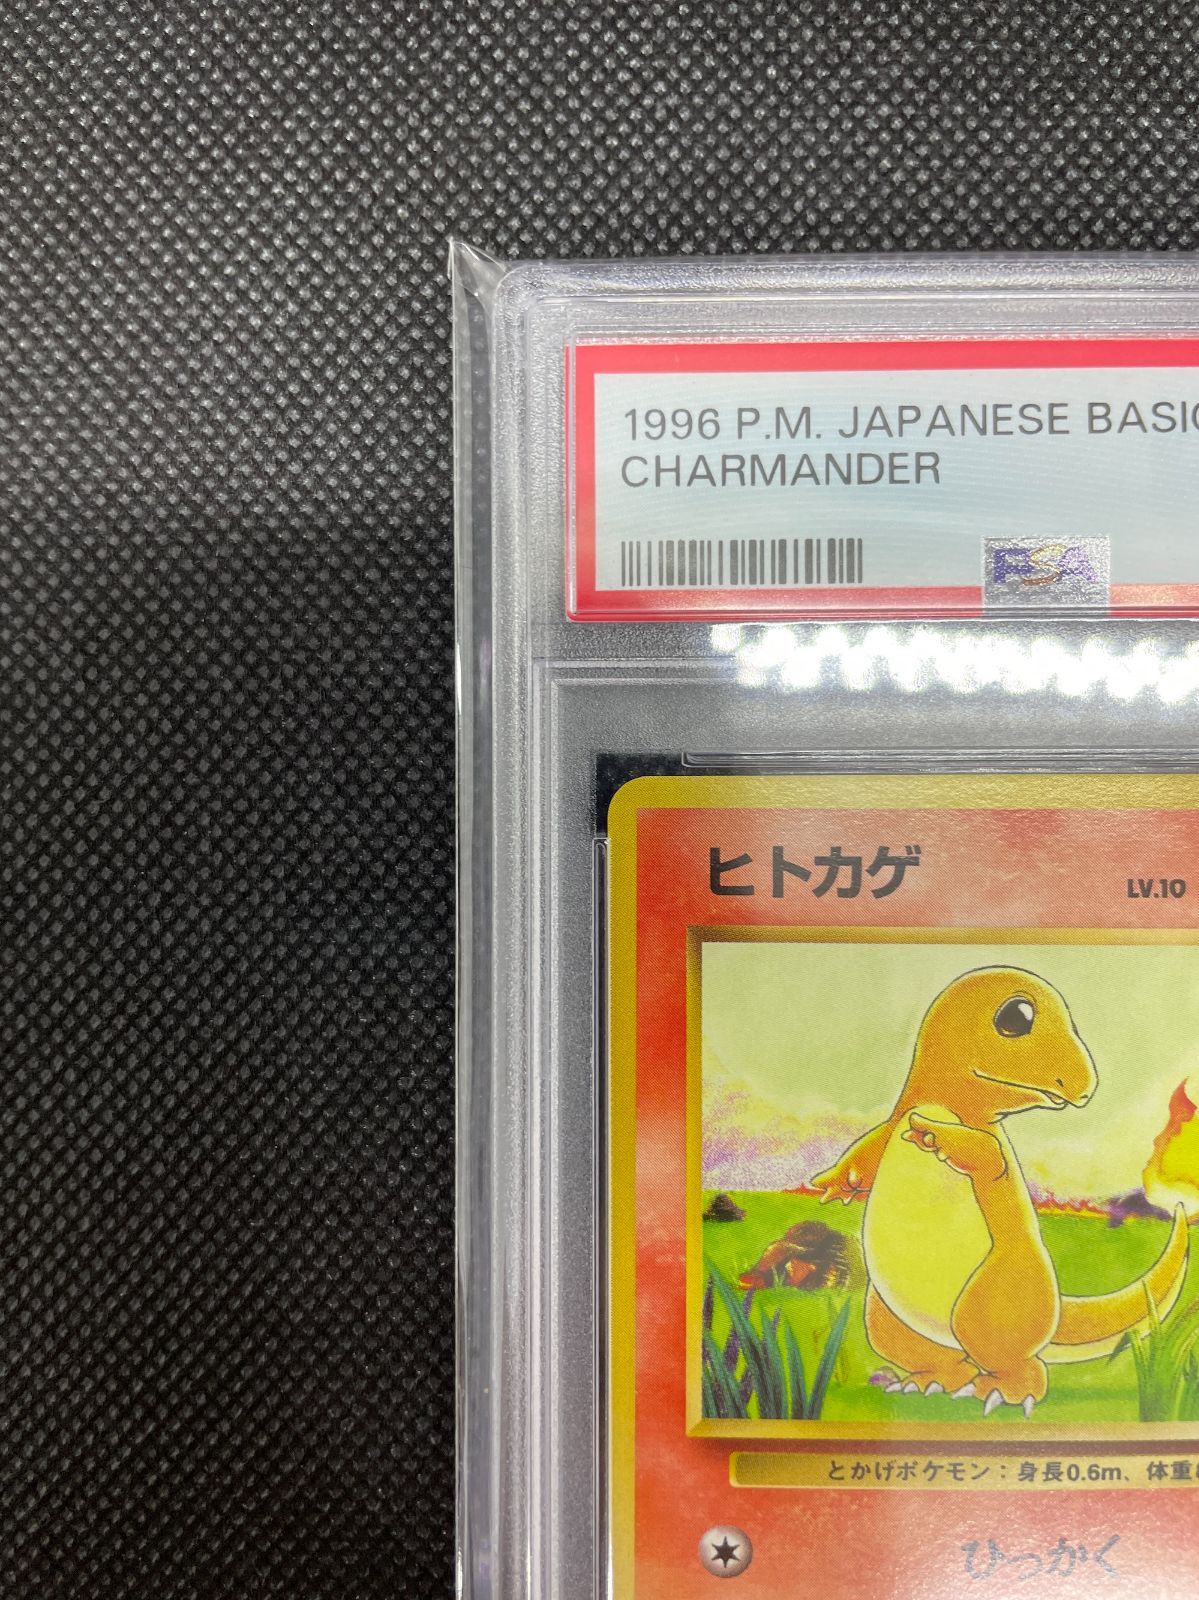 1996 P.M. JAPANESE BASIC
CHARMANDER
PSA
ヒトカゲ LV.10
とかげポケモン：身長0.6m、体重
ひっかく